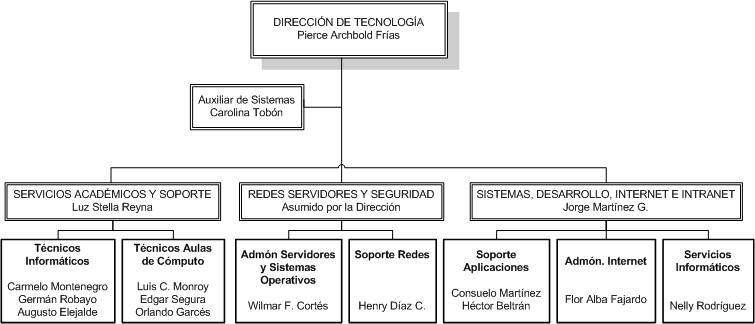 DIRECCIÓN DE TECNOLOGÍA
Pierce Archbold Frías
Auxiliar de Sistemas
Carolina Tobón
SERVICIOS ACADÉMICOS Y SOPORTE
Luz Stella Reyna
REDES SERVIDORES Y SEGURIDAD
Asumido por la Dirección
SISTEMAS, DESARROLLO, INTERNET E INTRANET
Jorge Martínez G.
Técnicos
Informáticos
Carmelo Montenegro
Germán Robayo
Augusto Elejalde
Técnicos Aulas
de Cómputo
Luis C. Monroy
Edgar Segura
Orlando Garcés
Admón Servidores
y Sistemas
Operativos
Wilmar F. Cortés
Soporte Redes
Henry Díaz C.
Soporte
Aplicaciones
Consuelo Martínez
Héctor Beltrán
Admón. Internet
Flor Alba Fajardo
Servicios
Informáticos
Nelly Rodríguez